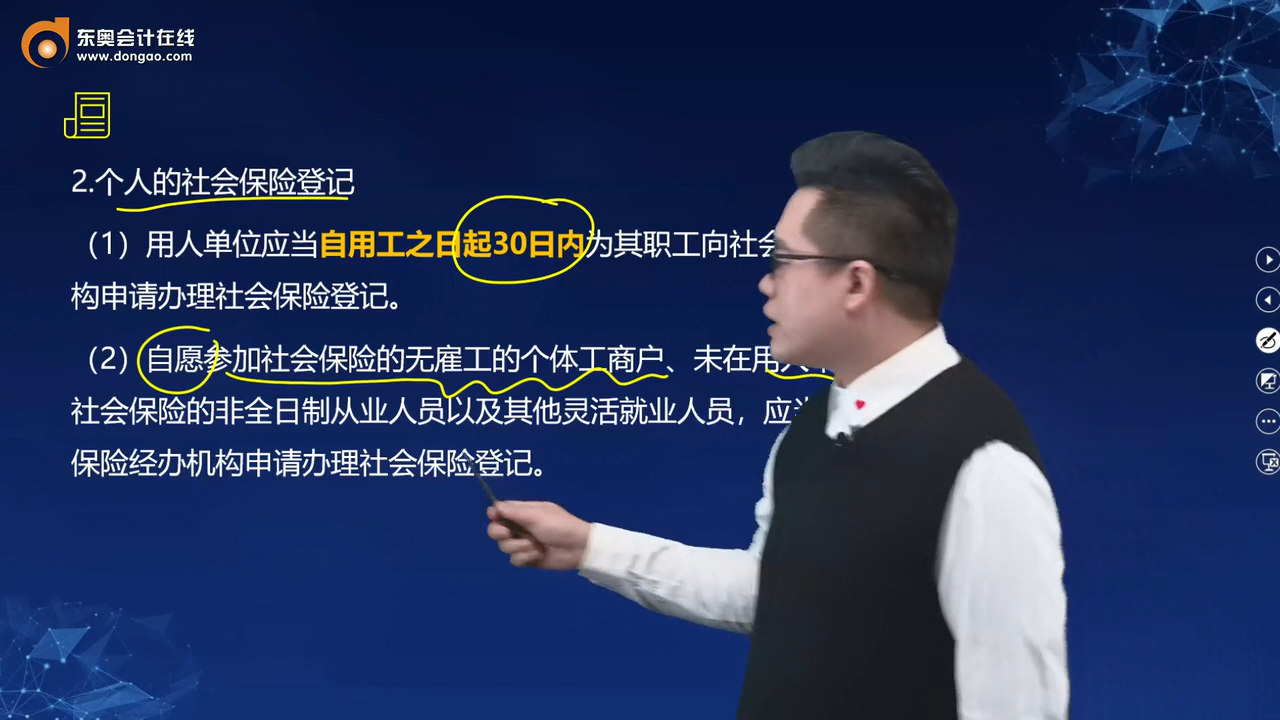 东奥会计在线
www.dongao.com
2.个人的社会保险登记
（1）用人单位应当自用工之日起30日内为其职工向社会
构申请办理社会保险登记。
（2）自愿参加社会保险的无雇工的个体工商户、未在用人
社会保险的非全日制从业人员以及其他灵活就业人员，应当
保险经办机构申请办理社会保险登记。